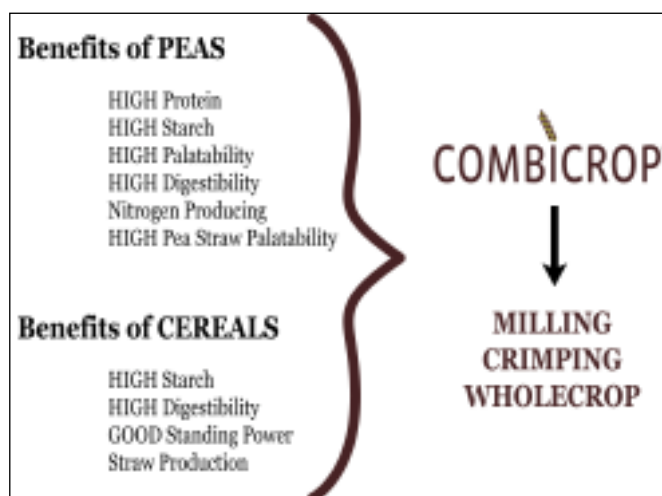 Benefits of PEAS
HIGH Protein
HIGH Starch
HIGH Palatability
HIGH Digestibility
Nitrogen Producing
HIGH Pea Straw Palatability
Benefits of CEREALS
HIGH Starch
HIGH Digestibility
GOOD Standing Power
Straw Production
COMBICROP
MILLING
CRIMPING
WHOLECROP